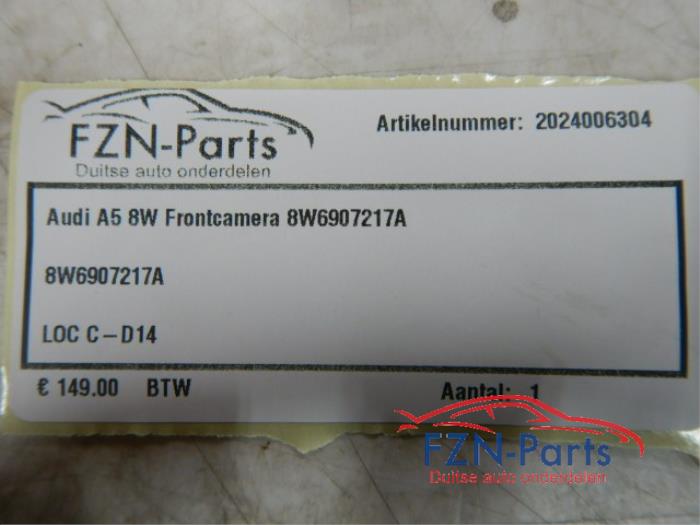 FZN-Parts
Duitse auto onderdelen
Artikelnummer: 2024006304
Audi A5 8W Frontcamera 8W6907217A
8W6907217A
LOC C-D14
€ 149.00 BTW
Aantal: 1
FZN-Parts
Duitse auto onderdelen